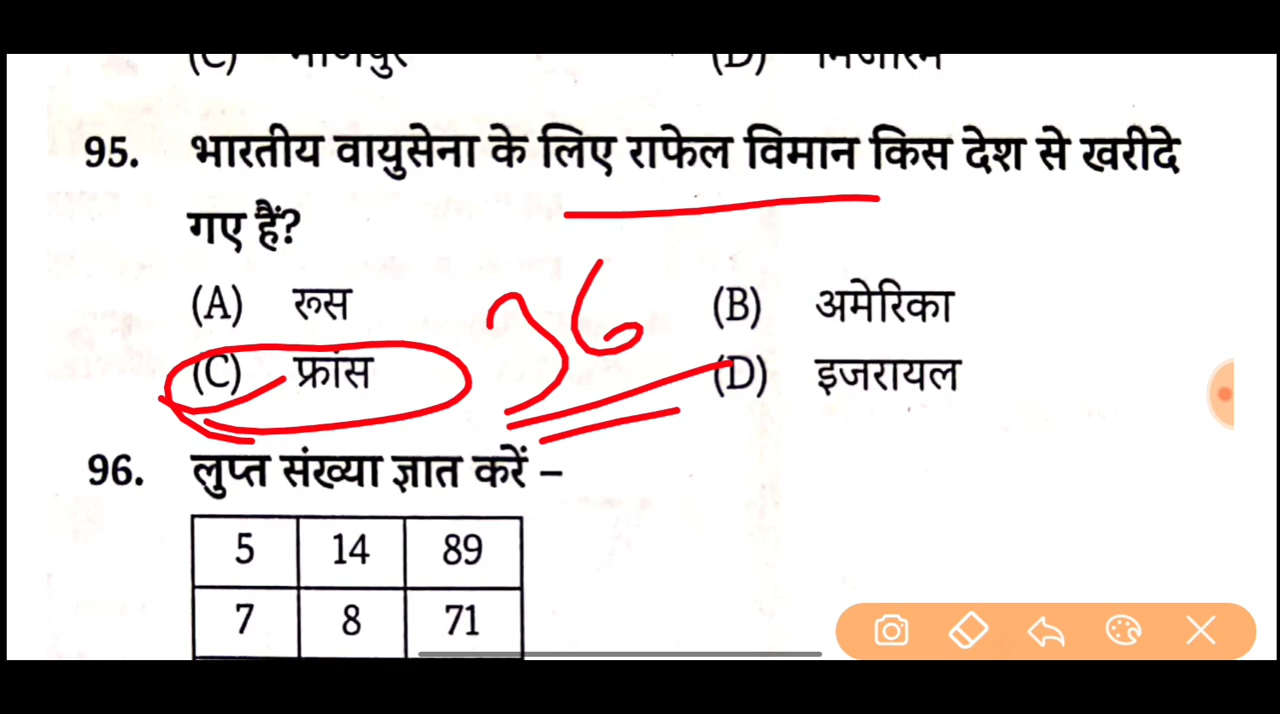 95. भारतीय वायुसेना के लिए राफेल विमान किस देश से खरीदे
गए हैं?
(A) रूस (B) अमेरिका
(C) फ्रांस (D) इजरायल
36
96. लुप्त संख्या ज्ञात करें –
5 14 89
7 8 71